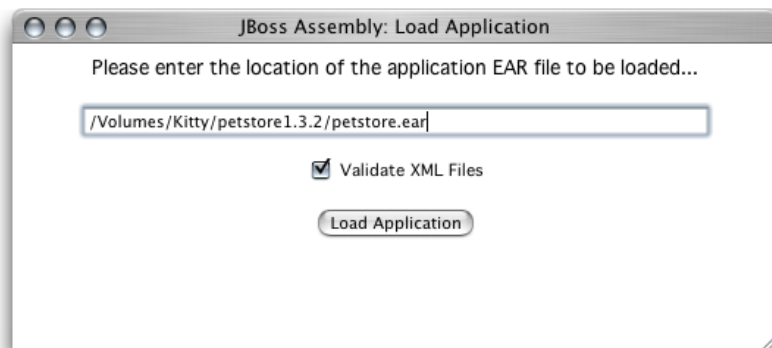 JBoss Assembly: Load Application
Please enter the location of the application EAR file to be loaded...
/Volumes/Kitty/petstore1.3.2/petstore.ear
Validate XML Files
Load Application